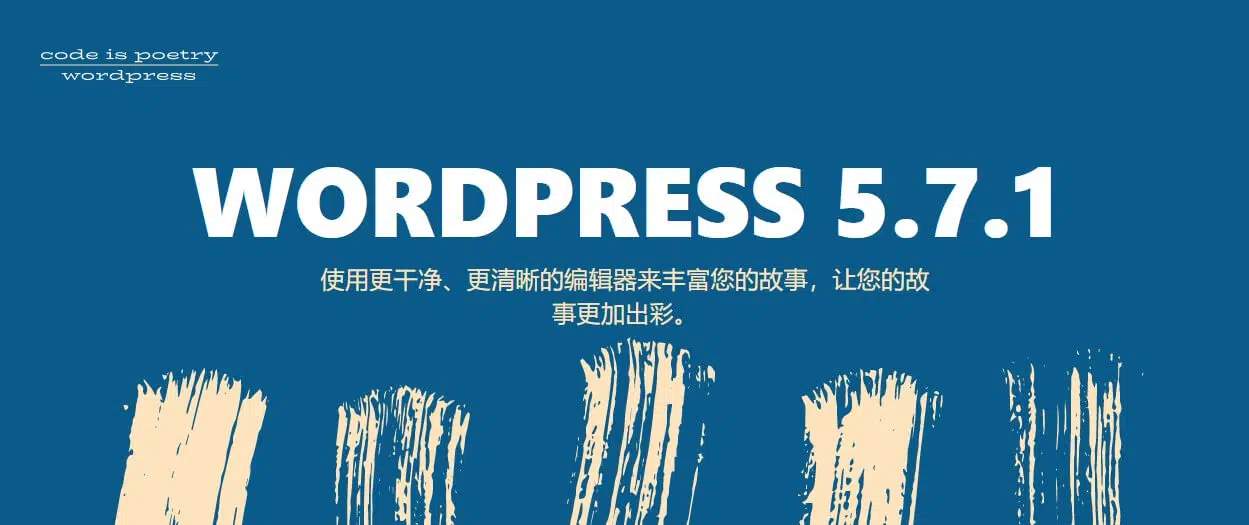 code is poetry
wordpress
WORDPRESS 5.7.1
使用更干净、更清晰的编辑器来丰富您的故事，让您的故
事更加出彩。